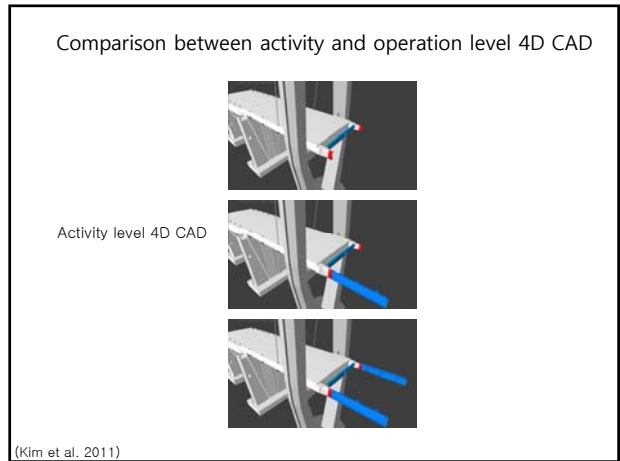 Comparison between activity and operation level 4D CAD
Activity level 4D CAD
(Kim et al. 2011)